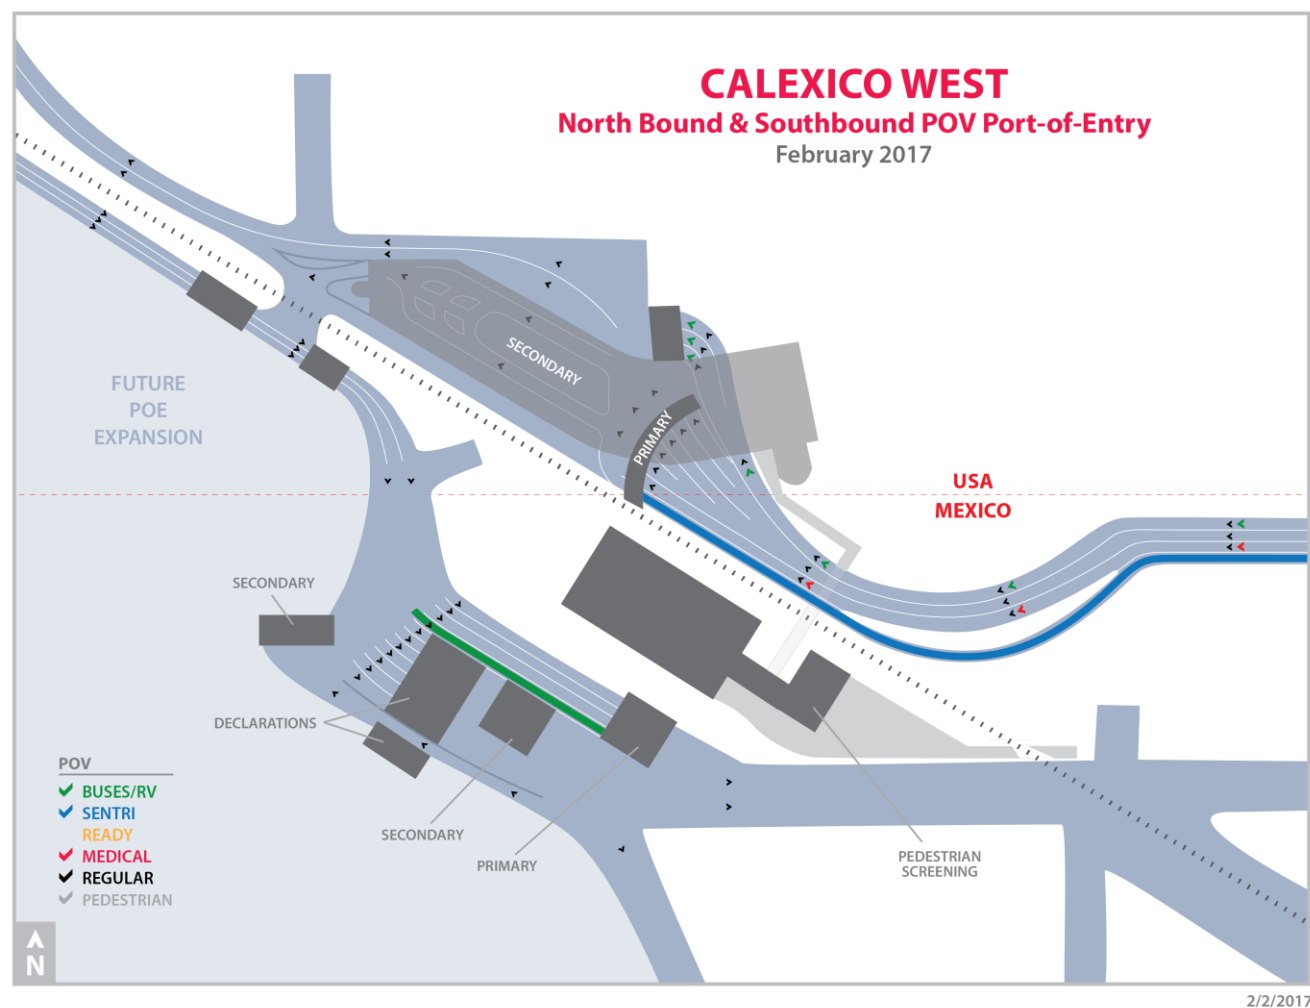 CALEXICO WEST
North Bound & Southbound POV Port-of-Entry
February 2017
SECONDARY
PRIMARY
FUTURE
POE
EXPANSION
USA
MEXICO
SECONDARY
DECLARATIONS
SECONDARY
PRIMARY
PEDESTRIAN
SCREENING
POV
BUSES/RV
SENTRI
READY
MEDICAL
REGULAR
PEDESTRIAN
N
2/2/2017